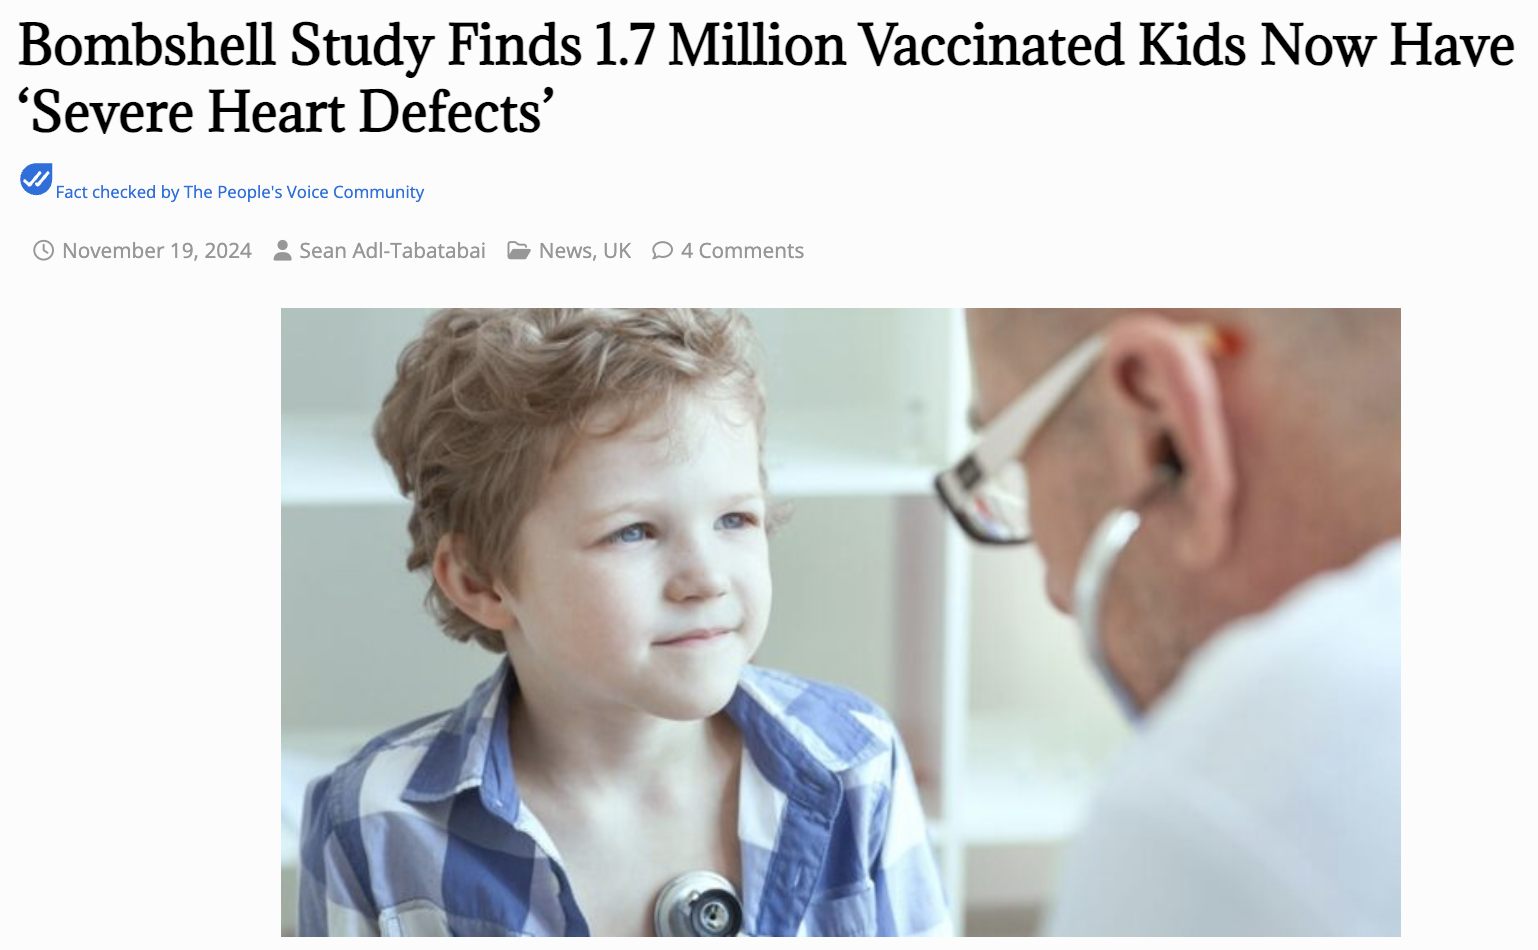 Bombshell Study Finds 1.7 Million Vaccinated Kids Now Have
‘Severe Heart Defects’
Fact checked by The People's Voice Community
November 19, 2024 Sean Adl-Tabatabai News, UK 4 Comments